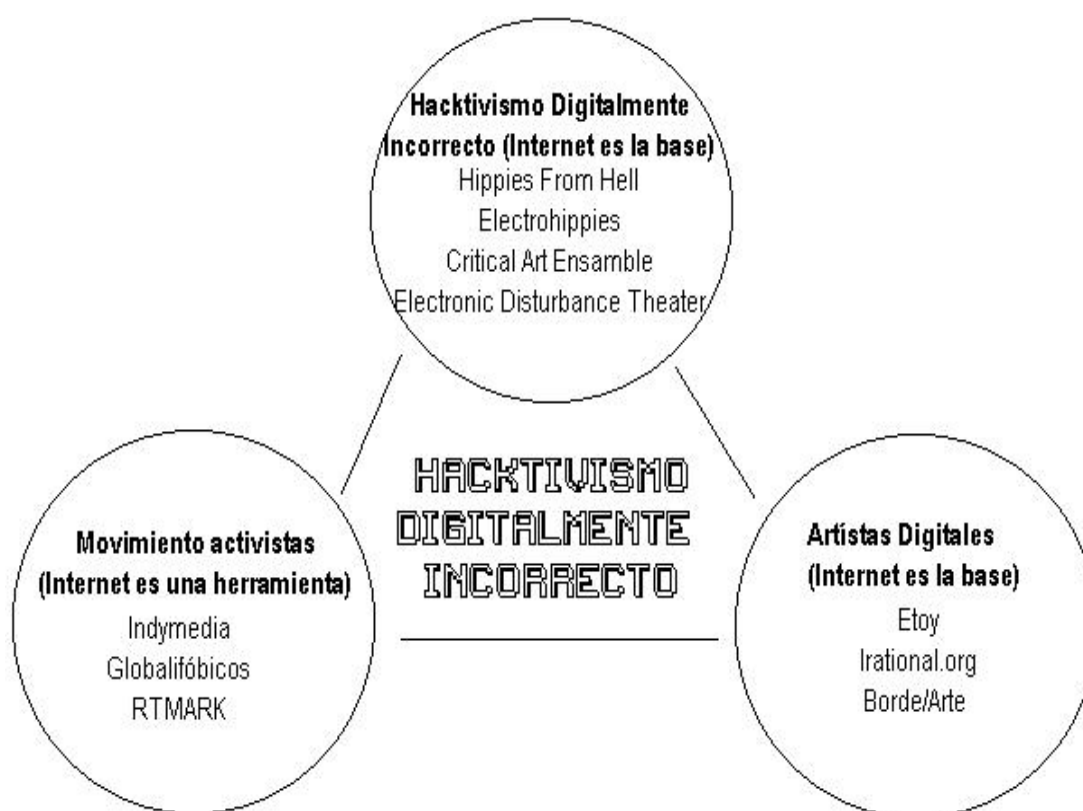 Hacktivismo Digitalmente
Incorrecto (Internet es la base)
Hippies From Hell
Electrohippies
Critical Art Ensamble
Electronic Disturbance Theater
HACKTIVISMO
DIGITALMENTE
INCORRECTO
Movimiento activistas
(Internet es una herramienta)
Indymedia
Globalifóbicos
RTMARK
Artístas Digitales
(Internet es la base)
Etoy
Irational.org
Borde/Arte